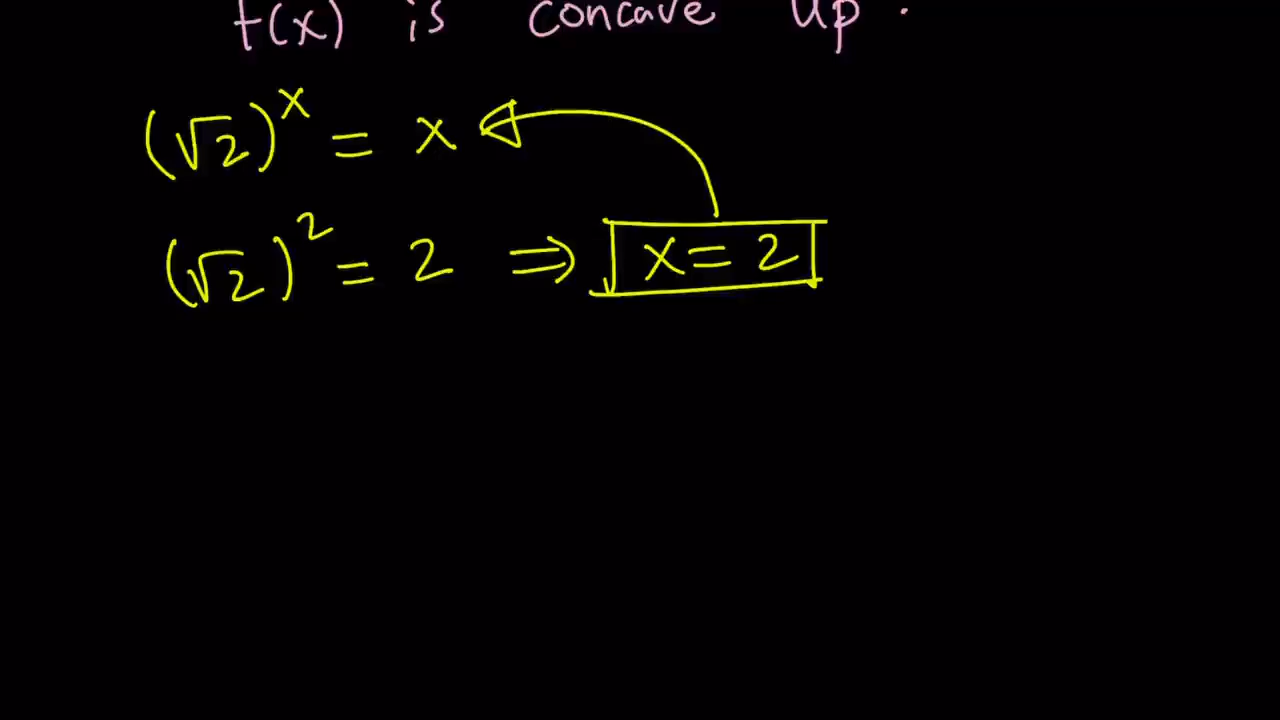 f(x) is concave up.
(√2)^x = x
(√2)^2 = 2 ⇒ x = 2